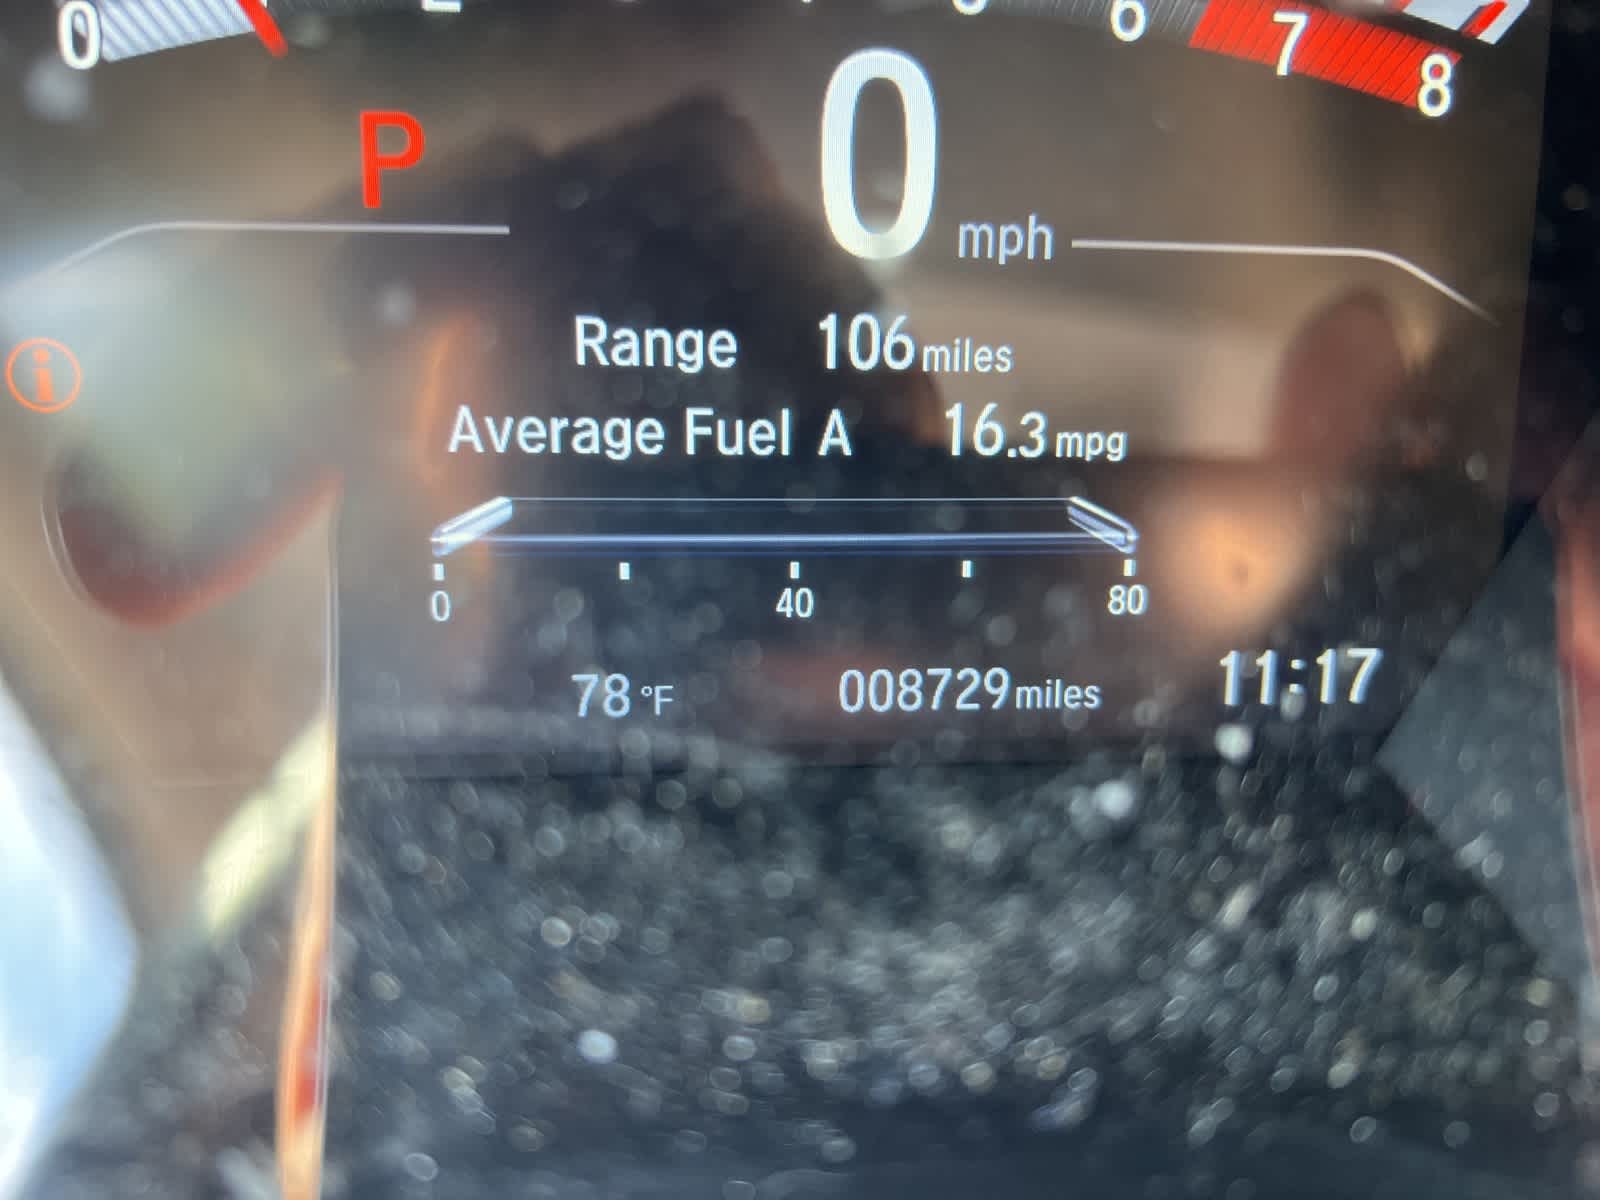 0 6 7 8
P 0 mph
i
Range 106 miles
Average Fuel A 16.3 mpg
0 40 80
78 °F 008729 miles 11:17